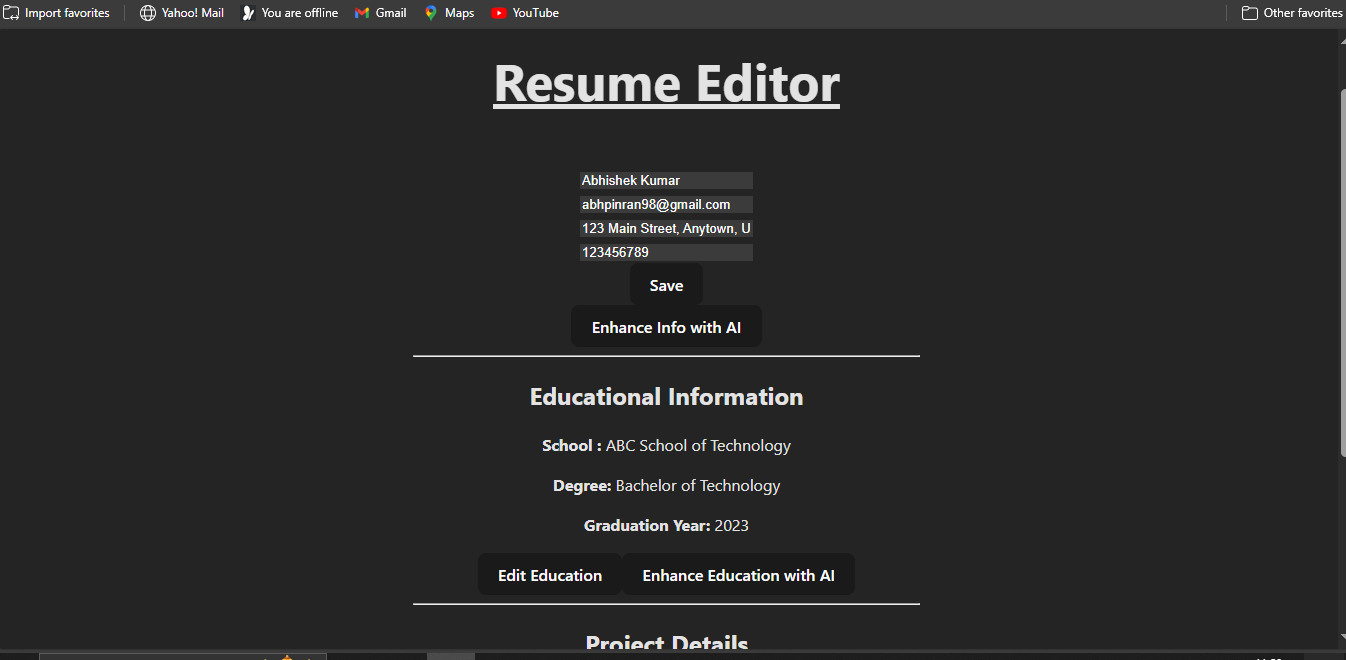 Import favorites Yahoo! Mail You are offline Gmail Maps YouTube Other favorites
Resume Editor
Abhishek Kumar
abhpinran98@gmail.com
123 Main Street, Anytown, U
123456789
Save
Enhance Info with AI
Educational Information
School : ABC School of Technology
Degree: Bachelor of Technology
Graduation Year: 2023
Edit Education Enhance Education with AI
Project Details